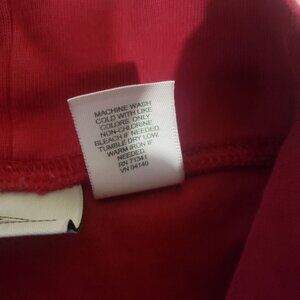 MACHINE WASH
COLD WITH LIKE
COLORS ONLY
NON-CHLORINE
BLEACH IF NEEDED.
TUMBLE DRY LOW.
WARM IRON IF
NEEDED.
RN 71341
VN 94140